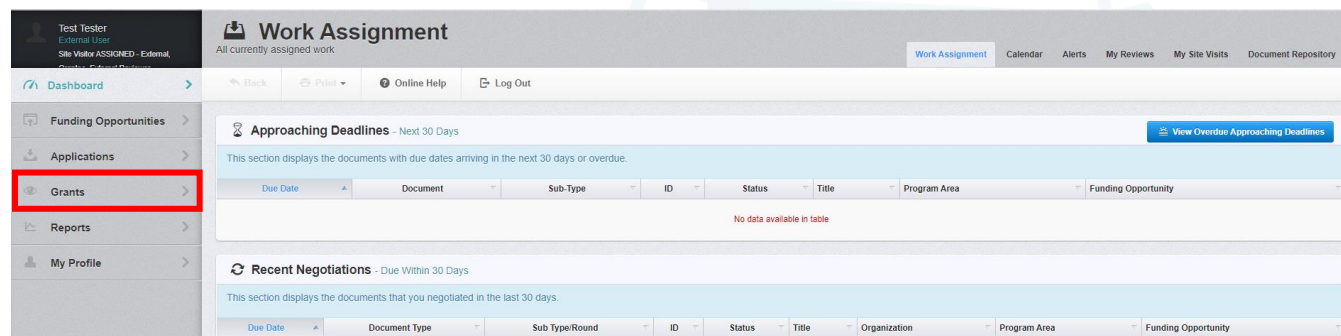 Test Tester
External User
Site Visitor ASSIGNED - External,
Work Assignment
All currently assigned work
Work Assignment Calendar Alerts My Reviews My Site Visits Document Repository
Dashboard
Back Print Online Help Log Out
Funding Opportunities
Applications
Grants
Reports
My Profile
Approaching Deadlines - Next 30 Days
View Overdue Approaching Deadlines
This section displays the documents with due dates arriving in the next 30 days or overdue.
Due Date Document Sub-Type ID Status Title Program Area Funding Opportunity
No data available in table
Recent Negotiations - Due Within 30 Days
This section displays the documents that you negotiated in the last 30 days.
Due Date Document Type Sub Type/Round ID Status Title Organization Program Area Funding Opportunity